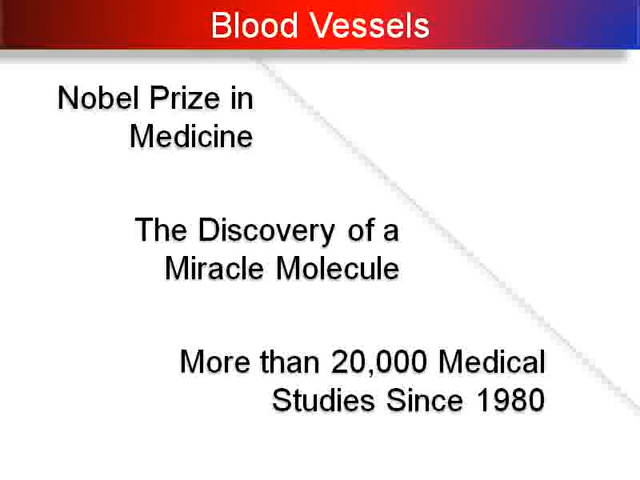 Blood Vessels
Nobel Prize in
Medicine
The Discovery of a
Miracle Molecule
More than 20,000 Medical
Studies Since 1980